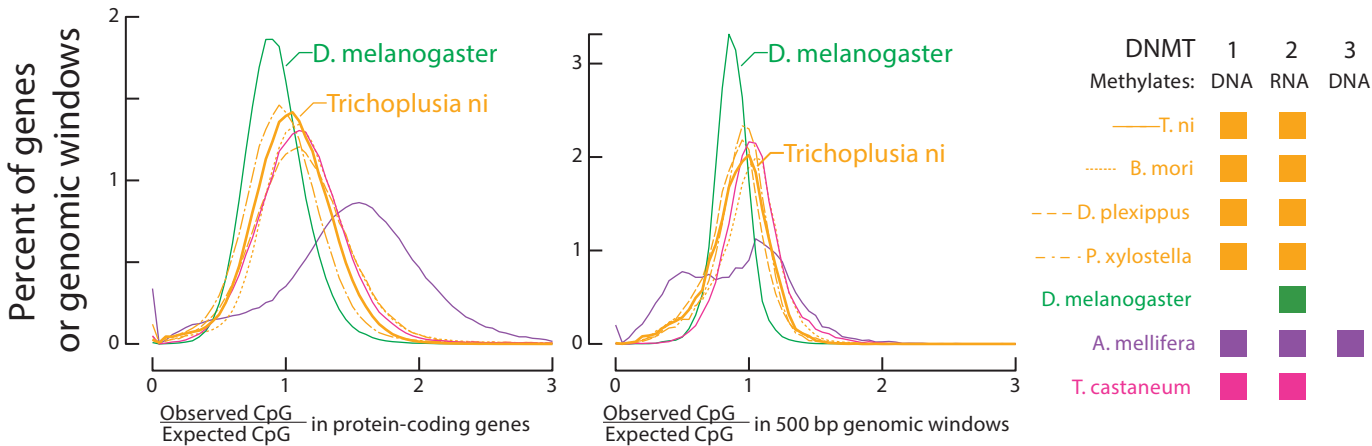 Percent of genes
or genomic windows
2
1
0
D. melanogaster
Trichoplusia ni
0 1 2 3
Observed CpG
Expected CpG
in protein-coding genes
3
2
1
0
D. melanogaster
Trichoplusia ni
0 1 2 3
Observed CpG
Expected CpG
in 500 bp genomic windows
DNMT 1 2 3
Methylates: DNA RNA DNA
T. ni
B. mori
D. plexippus
P. xylostella
D. melanogaster
A. mellifera
T. castaneum